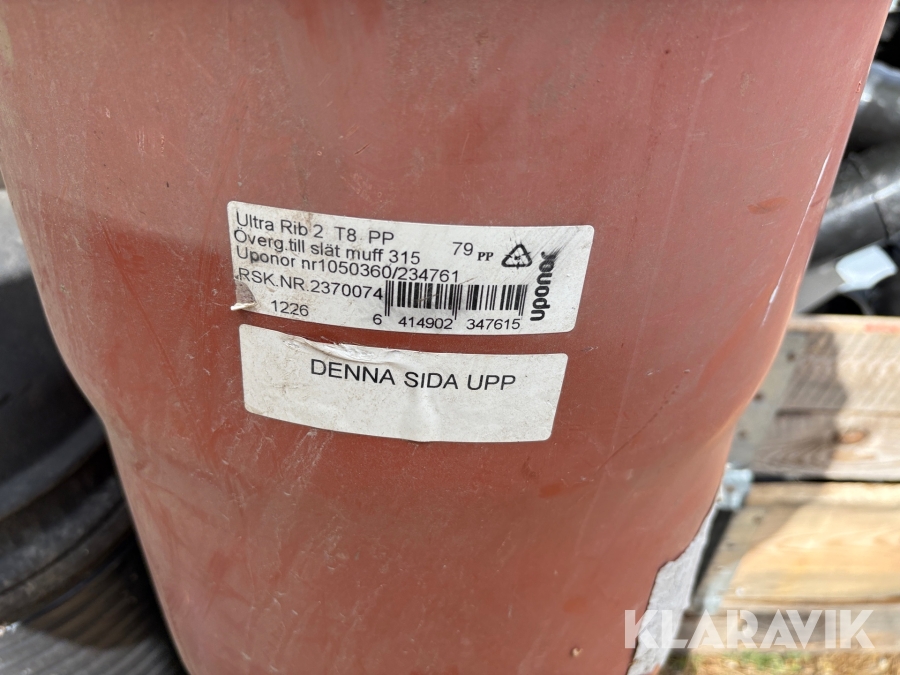 Ultra Rib 2 T8 PP
Överg.till slät muff 315
Uponor nr1050360/234761
RSK.NR.2370074
1226
79 PP
uponor
6 414902 347615
DENNA SIDA UPP
KLARAVIK